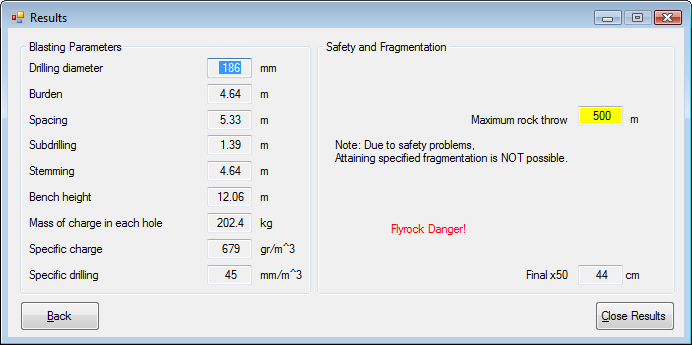 Results
Blasting Parameters
Drilling diameter 186 mm
Burden 4.64 m
Spacing 5.33 m
Subdrilling 1.39 m
Stemming 4.64 m
Bench height 12.06 m
Mass of charge in each hole 202.4 kg
Specific charge 679 gr/m^3
Specific drilling 45 mm/m^3
Back
Safety and Fragmentation
Maximum rock throw 500 m
Note: Due to safety problems,
Attaining specified fragmentation is NOT possible.
Flyrock Danger!
Final x50 44 cm
Close Results